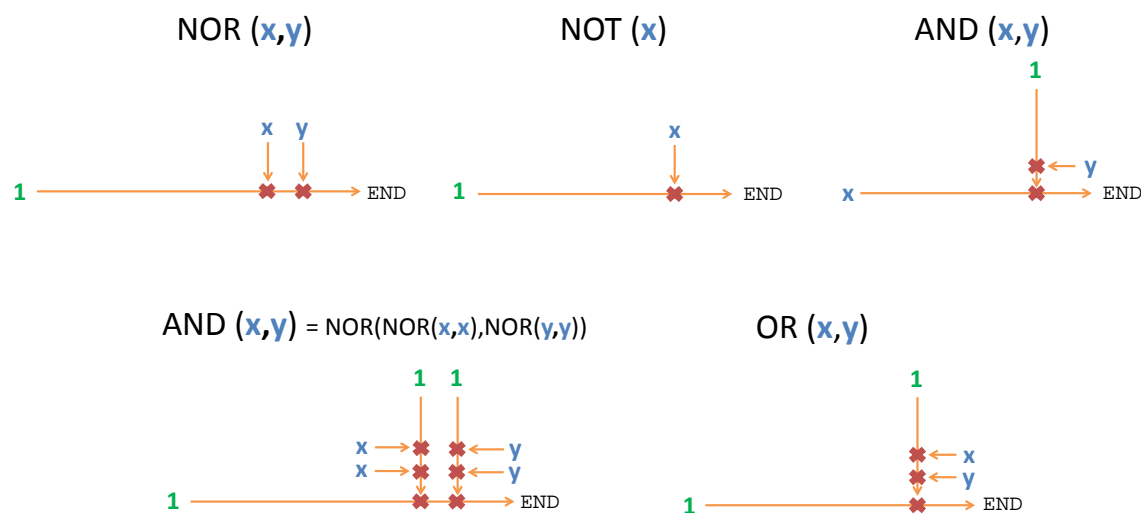 NOR (x,y)
NOT (x)
AND (x,y)
1
x y
x
y
1 END
1 END
x END
AND (x,y) = NOR(NOR(x,x),NOR(y,y))
OR (x,y)
1 1
1
x y
x
x y
y
1 END
1 END